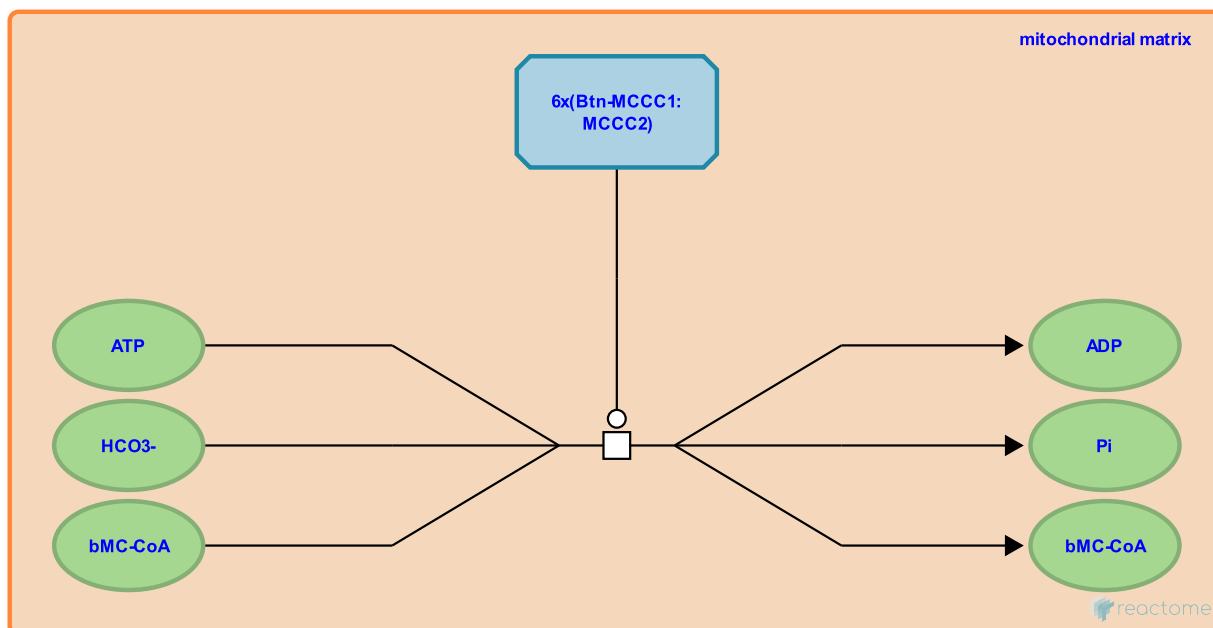 mitochondrial matrix
6x(Btn-MCCC1:
MCCC2)
ATP
ADP
HCO3-
Pi
bMC-CoA
bMC-CoA
reactome